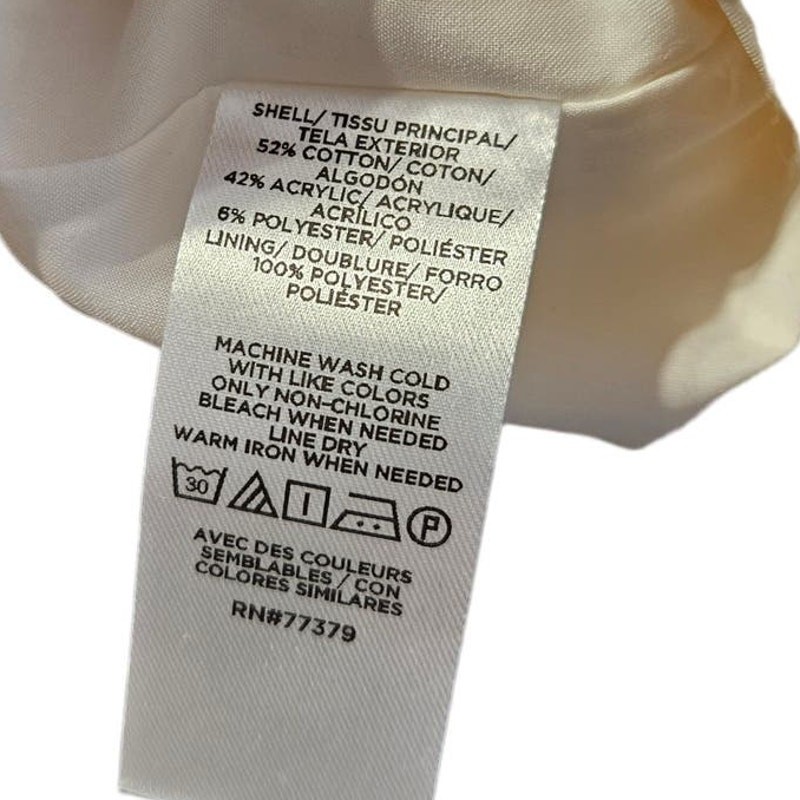 SHELL/ TISSU PRINCIPAL/
TELA EXTERIOR
52% COTTON/ COTON/
ALGODÓN
42% ACRYLIC/ ACRYLIQUE/
ACRÍLICO
6% POLYESTER/ POLIÉSTER
LINING/ DOUBLURE/ FORRO
100% POLYESTER/
POLIÉSTER
MACHINE WASH COLD
WITH LIKE COLORS
ONLY NON-CHLORINE
BLEACH WHEN NEEDED
LINE DRY
WARM IRON WHEN NEEDED
30 P
AVEC DES COULEURS
SEMBLABLES / CON
COLORES SIMILARES
RN#77379